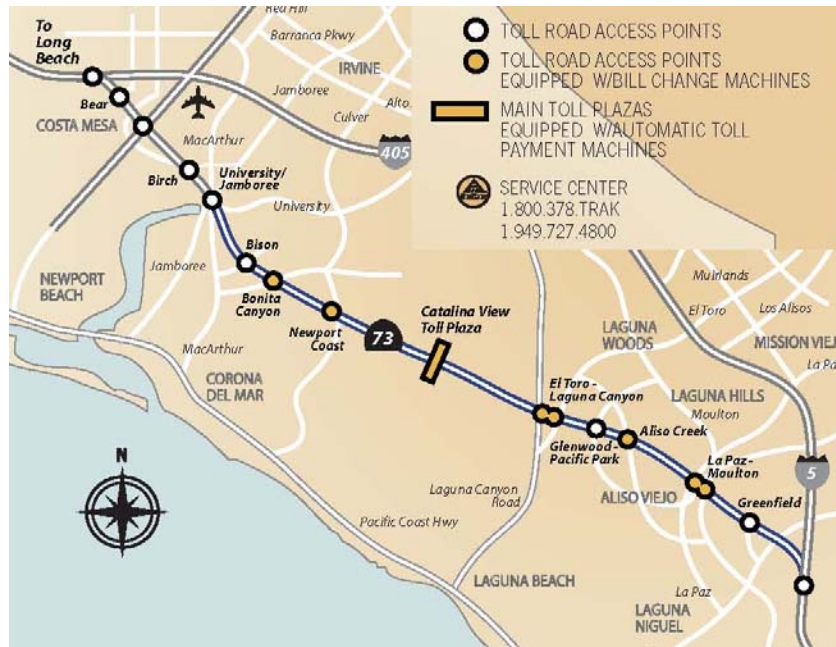 To
Long
Beach
Bear
COSTA MESA
Red Hill
Barranca Pkwy
IRVINE
Jamboree
Culver
Alto
MacArthur
405
Birch
University/
Jamboree
University
Bison
NEWPORT
BEACH
Jamboree
Bonita
Canyon
Newport
Coast
73
MacArthur
CORONA
DEL MAR
Catalina View
Toll Plaza
TOLL ROAD ACCESS POINTS
TOLL ROAD ACCESS POINTS
EQUIPPED W/BILL CHANGE MACHINES
MAIN TOLL PLAZAS
EQUIPPED W/AUTOMATIC TOLL
PAYMENT MACHINES
SERVICE CENTER
1.800.378.TRAK
1.949.727.4800
Muirlands
El Toro
Los Alisos
LAGUNA
WOODS
MISSION VIEJ
La Pa
El Toro -
Laguna Canyon
LAGUNA HILLS
Moulton
Glenwood -
Pacific Park
Aliso Creek
La Paz -
Moulton
5
ALISO VIEJO
Greenfield
N
Laguna Canyon
Road
Pacific Coast Hwy
LAGUNA BEACH
La Paz
LAGUNA
NIGUEL